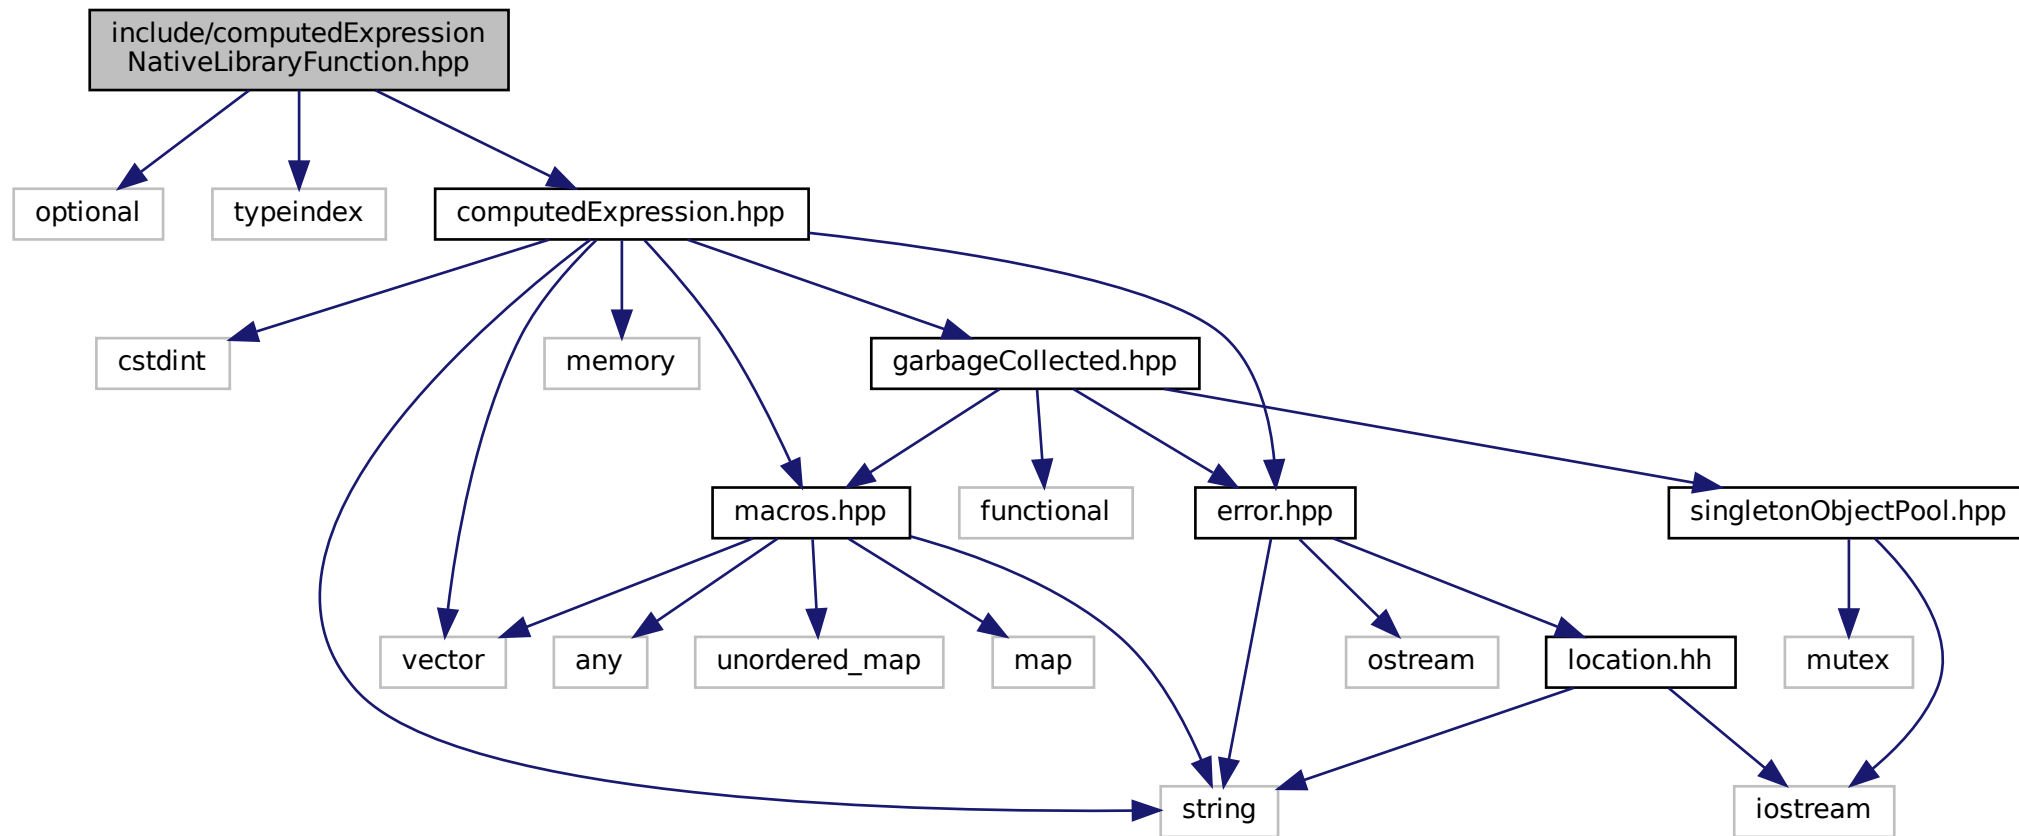 include/computedExpression
NativeLibraryFunction.hpp
optional
typeindex
computedExpression.hpp
cstdint
memory
garbageCollected.hpp
macros.hpp
functional
error.hpp
singletonObjectPool.hpp
vector
any
unordered_map
map
ostream
location.hh
mutex
string
iostream